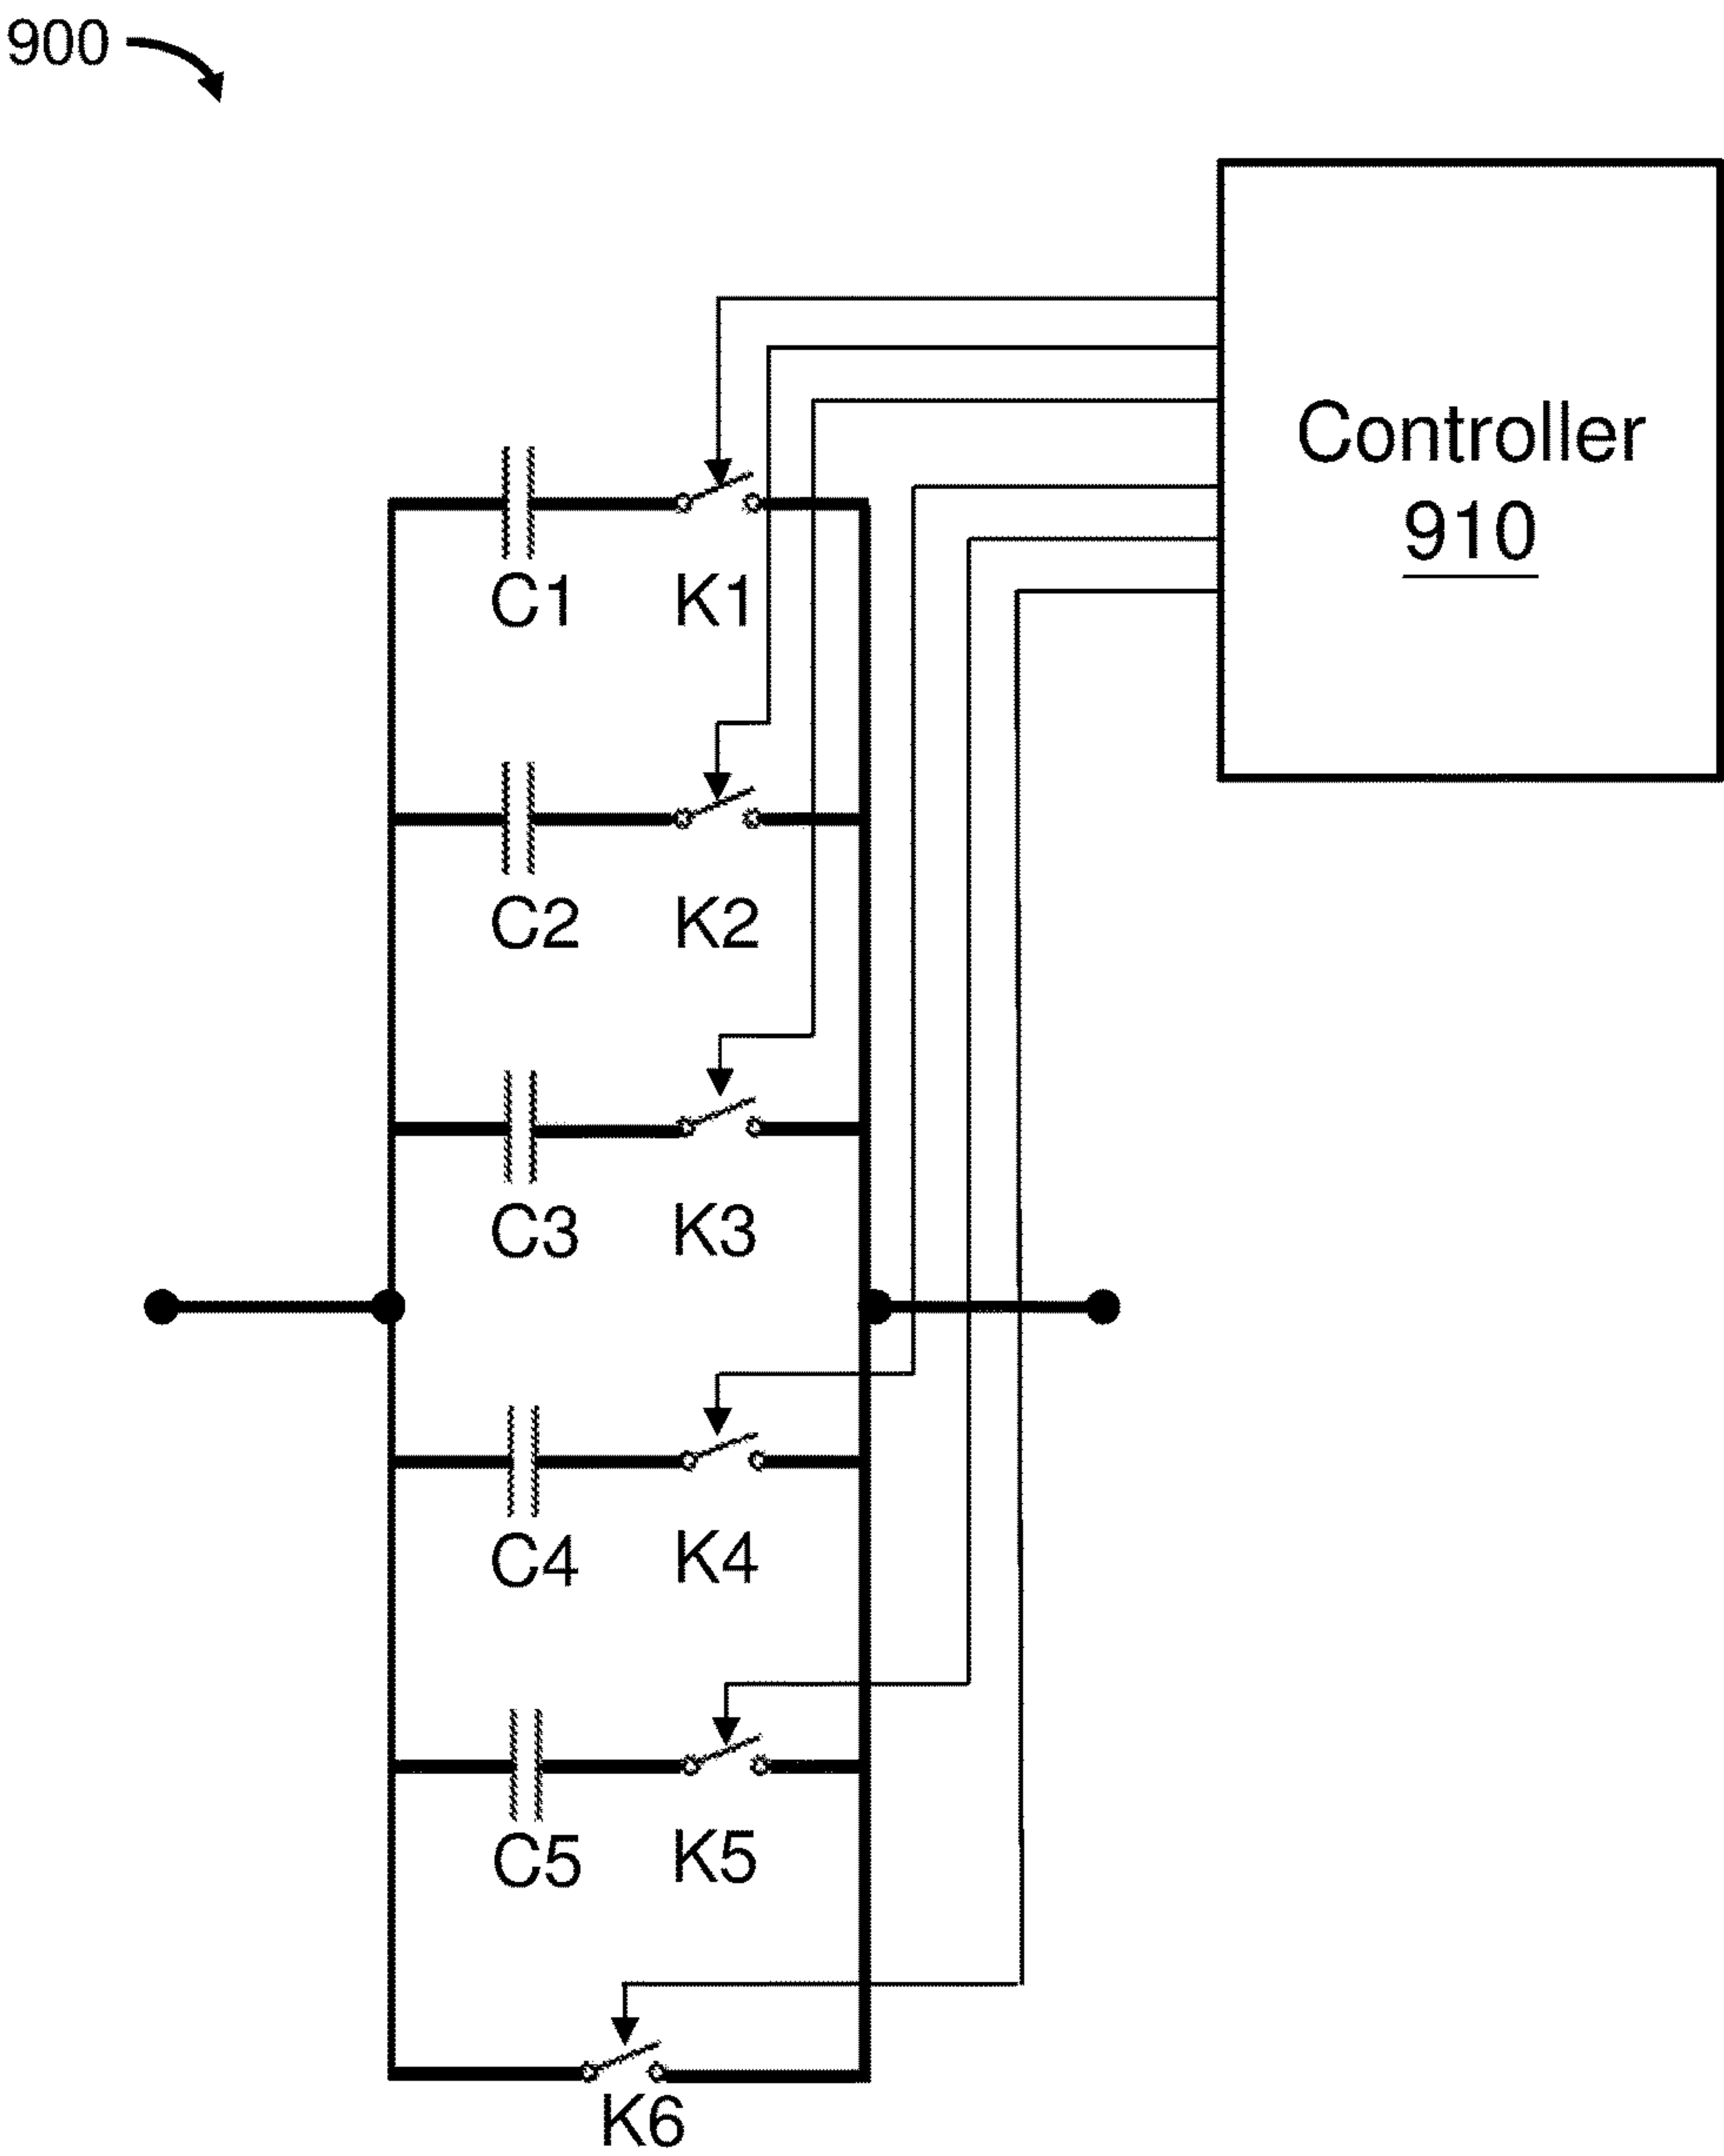 900
Controller
910
C1 K1
C2 K2
C3 K3
C4 K4
C5 K5
K6